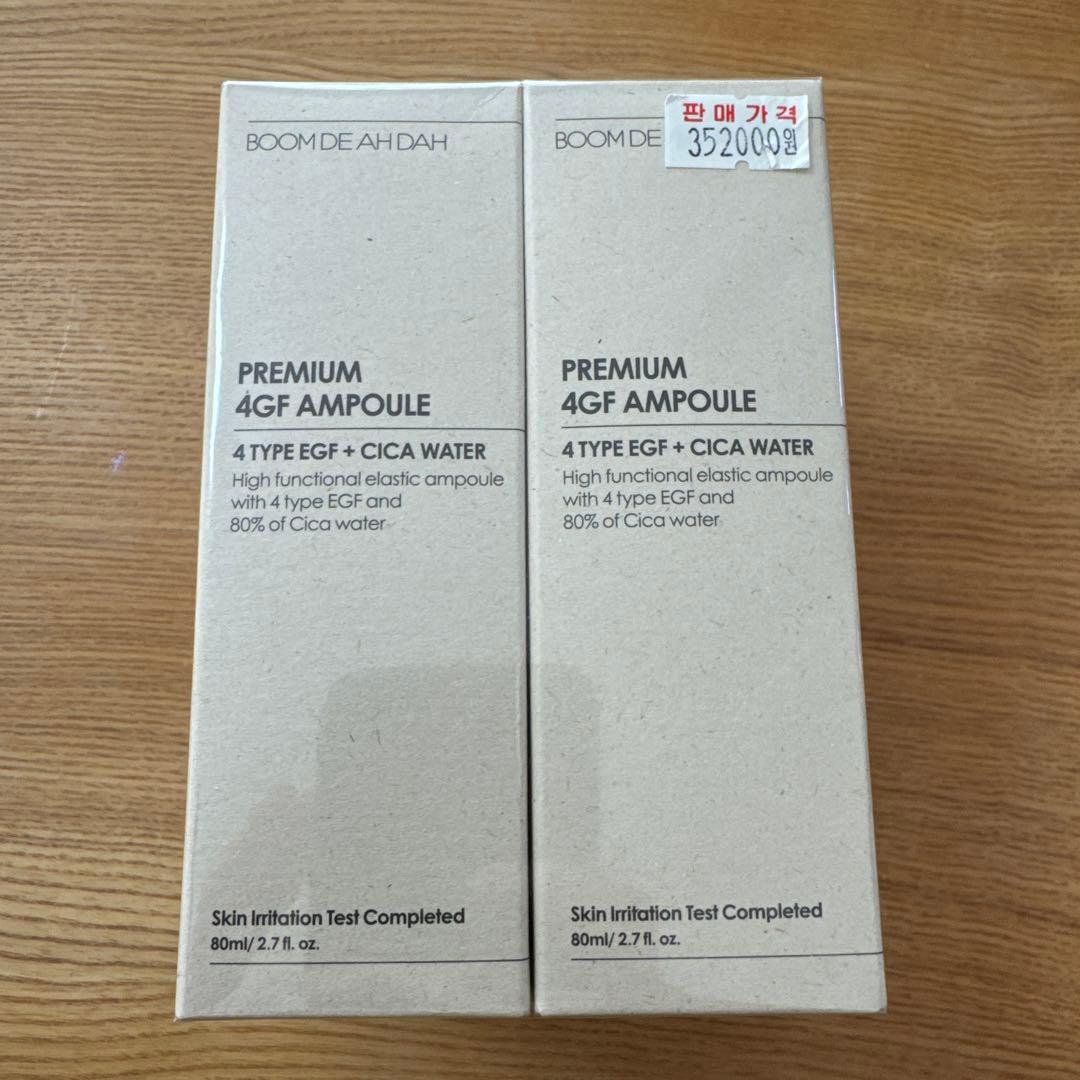 BOOM DE AH DAH
PREMIUM
4GF AMPOULE
4 TYPE EGF + CICA WATER
High functional elastic ampoule
with 4 type EGF and
80% of Cica water
Skin Irritation Test Completed
80ml/ 2.7 fl. oz.
판매가격
352000원
BOOM DE
PREMIUM
4GF AMPOULE
4 TYPE EGF + CICA WATER
High functional elastic ampoule
with 4 type EGF and
80% of Cica water
Skin Irritation Test Completed
80ml/ 2.7 fl. oz.